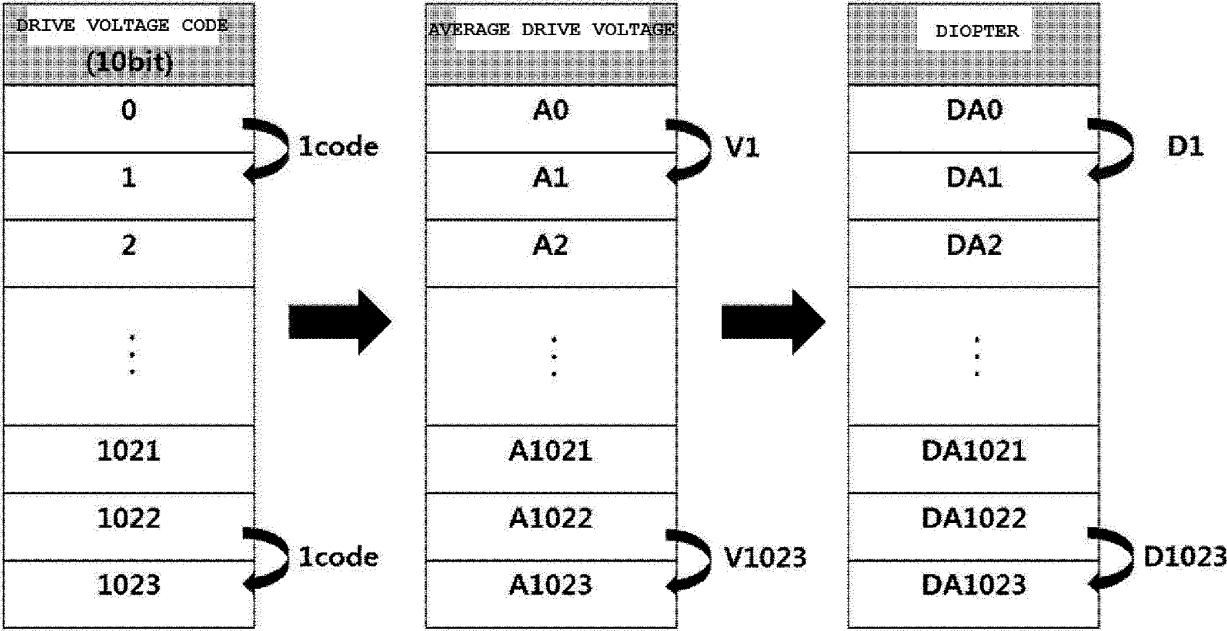 DRIVE VOLTAGE CODE
(10bit)
0
1
2
1021
1022
1023
1code
1code
AVERAGE DRIVE VOLTAGE
A0
A1
A2
A1021
A1022
A1023
V1
V1023
DIOPTER
DA0
DA1
DA2
DA1021
DA1022
DA1023
D1
D1023